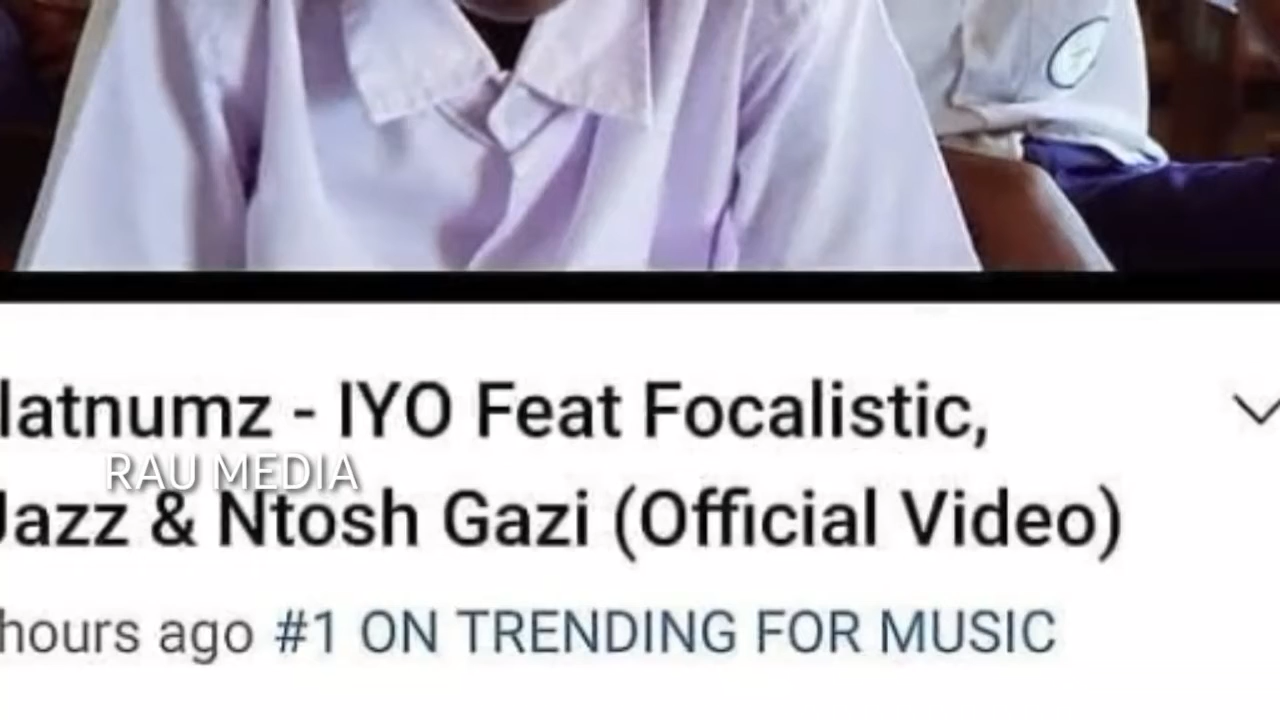 latnumz - IYO Feat Focalistic,
RAU MEDIA
Jazz & Ntosh Gazi (Official Video)
hours ago #1 ON TRENDING FOR MUSIC